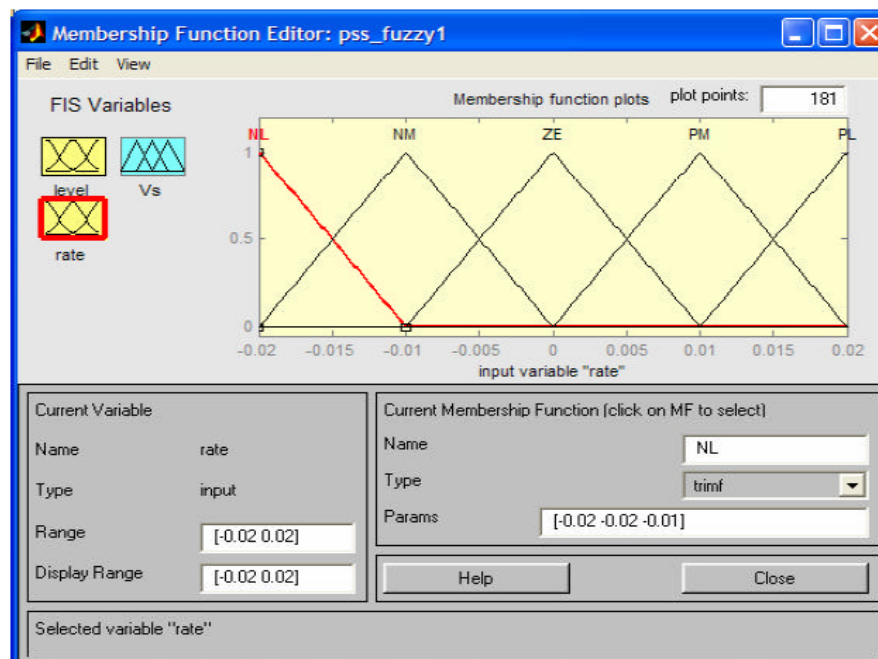 Membership Function Editor: pss_fuzzy1
File Edit View
FIS Variables
Membership function plots plot points: 181
NL NM ZE PM PL
1
level Vs
0.5
rate
0
-0.02 -0.015 -0.01 -0.005 0 0.005 0.01 0.015 0.02
input variable "rate"
Current Variable
Name rate
Type input
Range [-0.02 0.02]
Display Range [-0.02 0.02]
Current Membership Function (click on MF to select)
Name NL
Type trimf
Params [-0.02 -0.02 -0.01]
Help Close
Selected variable "rate"